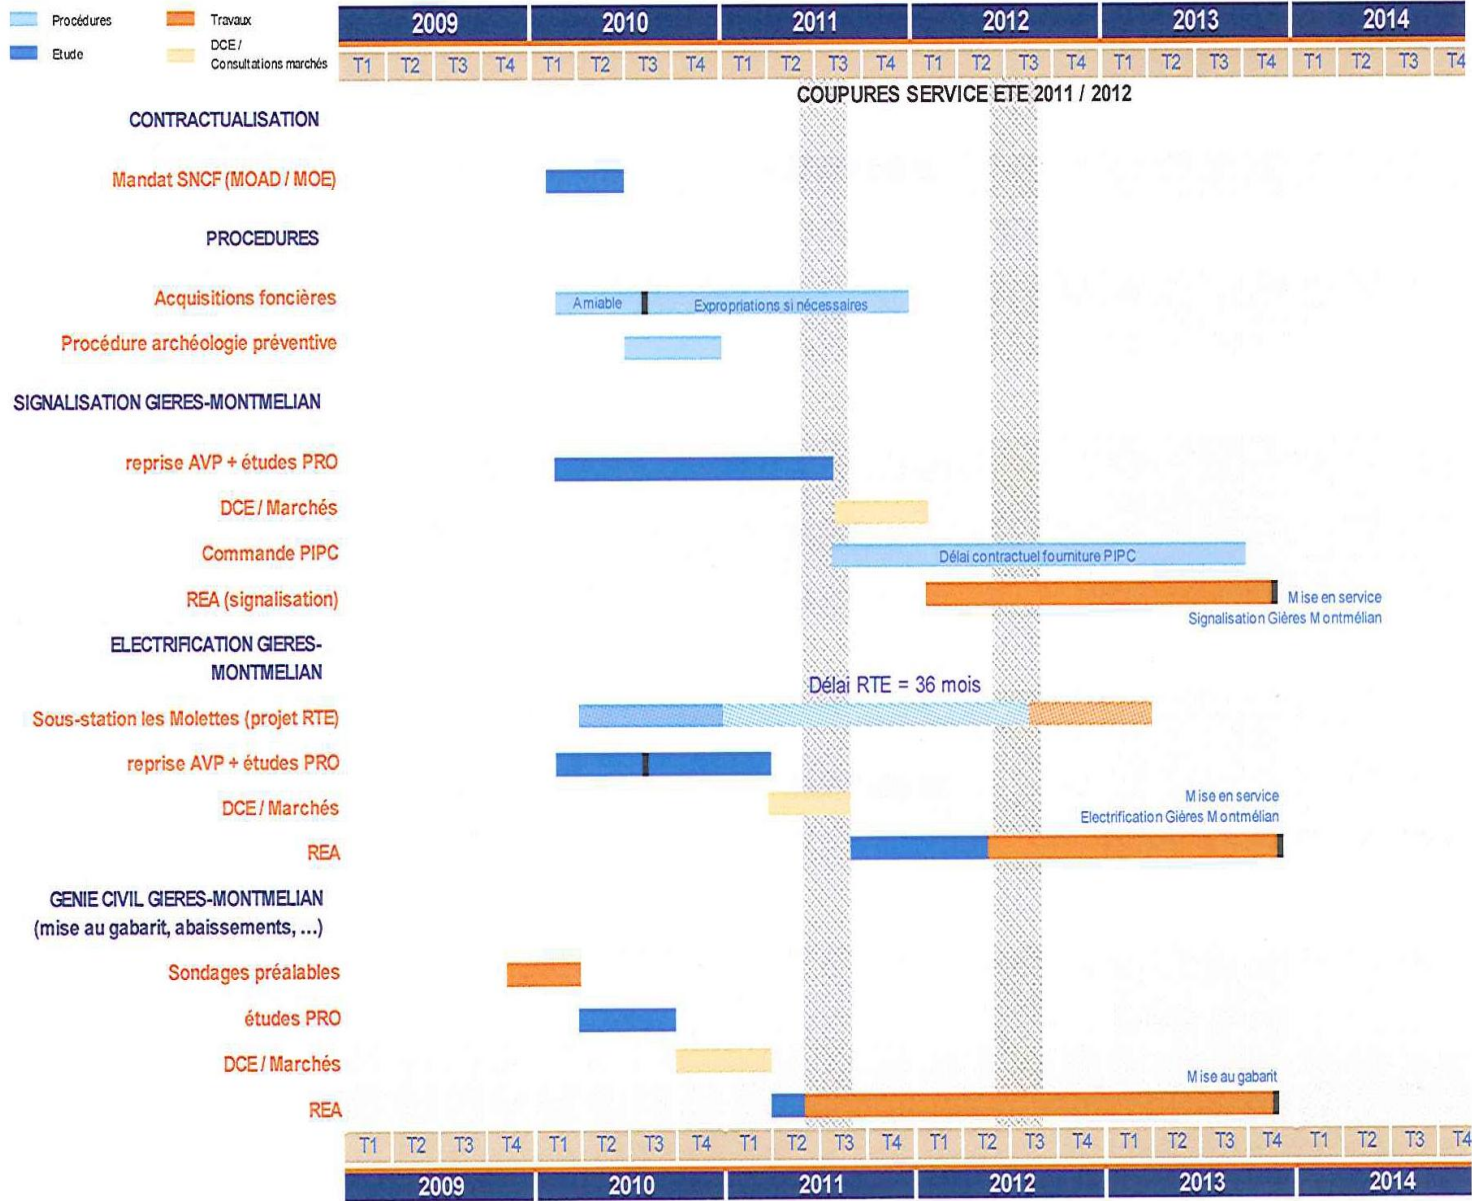 Procédures
Travaux
Etude
DCE /
Consultations marchés
2009 2010 2011 2012 2013 2014
T1 T2 T3 T4 T1 T2 T3 T4 T1 T2 T3 T4 T1 T2 T3 T4 T1 T2 T3 T4 T1 T2 T3 T4
COUPURES SERVICE ETE 2011 / 2012
CONTRACTUALISATION
Mandat SNCF (MOAD / MOE)
PROCEDURES
Acquisitions foncières
Amiable
Expropriations si nécessaires
Procédure archéologie préventive
SIGNALISATION GIERES-MONTMELIAN
reprise AVP + études PRO
DCE / Marchés
Commande PIPC
Délai contractuel fourniture PIPC
REA (signalisation)
Mise en service
Signalisation Gières Montmélian
ELECTRIFICATION GIERES-
MONTMELIAN
Délai RTE = 36 mois
Sous-station les Molettes (projet RTE)
reprise AVP + études PRO
DCE / Marchés
Mise en service
Electrification Gières Montmélian
REA
GENIE CIVIL GIERES-MONTMELIAN
(mise au gabarit, abaissements, ...)
Sondages préalables
études PRO
DCE / Marchés
Mise au gabarit
REA
T1 T2 T3 T4 T1 T2 T3 T4 T1 T2 T3 T4 T1 T2 T3 T4 T1 T2 T3 T4 T1 T2 T3 T4
2009 2010 2011 2012 2013 2014